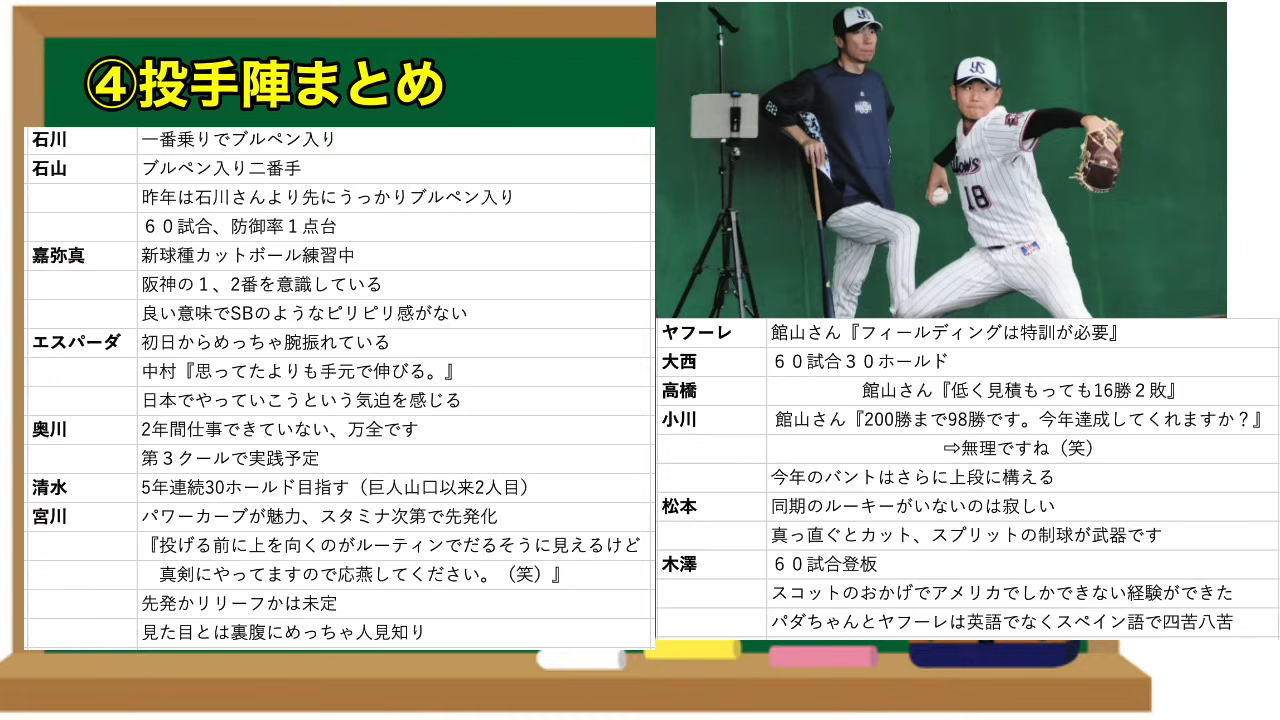 ④投手陣まとめ
石川 一番乗りでブルペン入り
石山 ブルペン入り二番手
昨年は石川さんより先にうっかりブルペン入り
６０試合、防御率１点台
嘉弥真 新球種カットボール練習中
阪神の１、2番を意識している
良い意味でSBのようなピリピリ感がない
エスパーダ 初日からめっちゃ腕振れている
中村『思ってたよりも手元で伸びる。』
日本でやっていこうという気迫を感じる
奥川 2年間仕事できていない、万全です
第３クールで実践予定
清水 5年連続30ホールド目指す（巨人山口以来2人目）
宮川 パワーカーブが魅力、スタミナ次第で先発化
『投げる前に上を向くのがルーティンでだるそうに見えるけど
真剣にやってますので応燕してください。（笑）』
先発かリリーフかは未定
見た目とは裏腹にめっちゃ人見知り
YS
YS
22
lows
18
ヤフーレ 館山さん『フィールディングは特訓が必要』
大西 ６０試合３０ホールド
高橋 館山さん『低く見積もっても16勝２敗』
小川 館山さん『200勝まで98勝です。今年達成してくれますか？』
⇨無理ですね（笑）
今年のバントはさらに上段に構える
松本 同期のルーキーがいないのは寂しい
真っ直ぐとカット、スプリットの制球が武器です
木澤 ６０試合登板
スコットのおかげでアメリカでしかできない経験ができた
パダちゃんとヤフーレは英語でなくスペイン語で四苦八苦